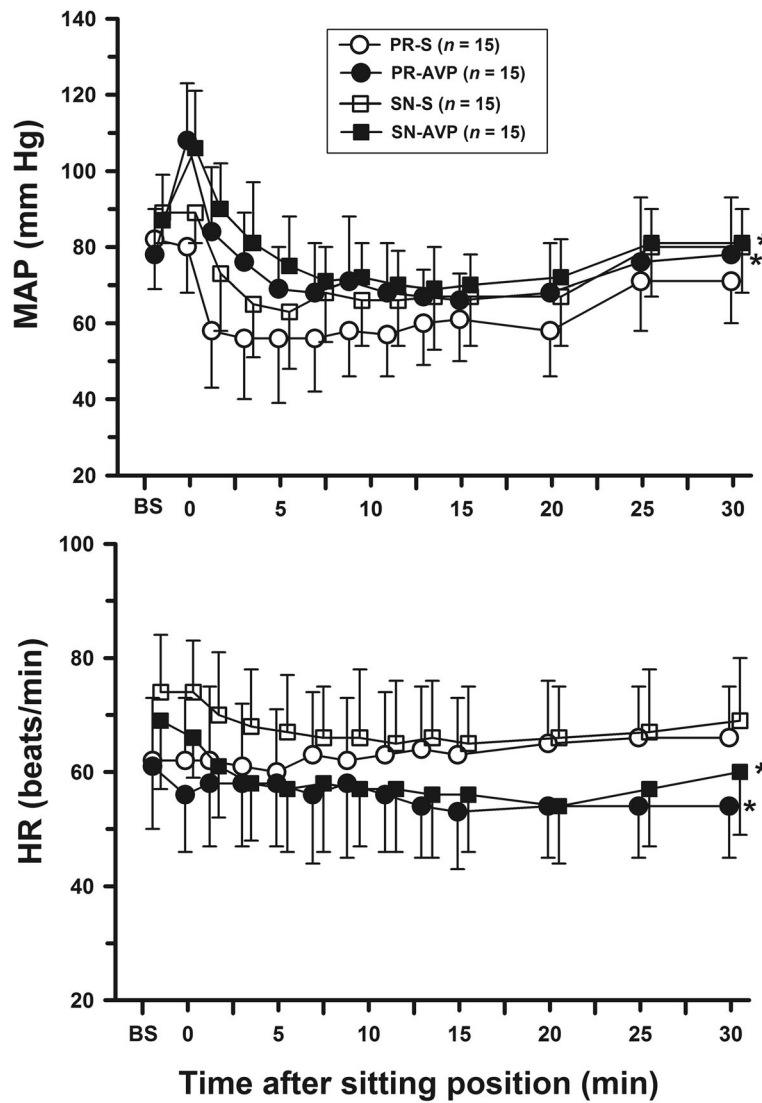 140
120
100
80
60
40
20
MAP (mm Hg)
PR-S (n = 15)
PR-AVP (n = 15)
SN-S (n = 15)
SN-AVP (n = 15)
*
*
BS 0 5 10 15 20 25 30
100
80
60
40
20
HR (beats/min)
*
*
BS 0 5 10 15 20 25 30
Time after sitting position (min)